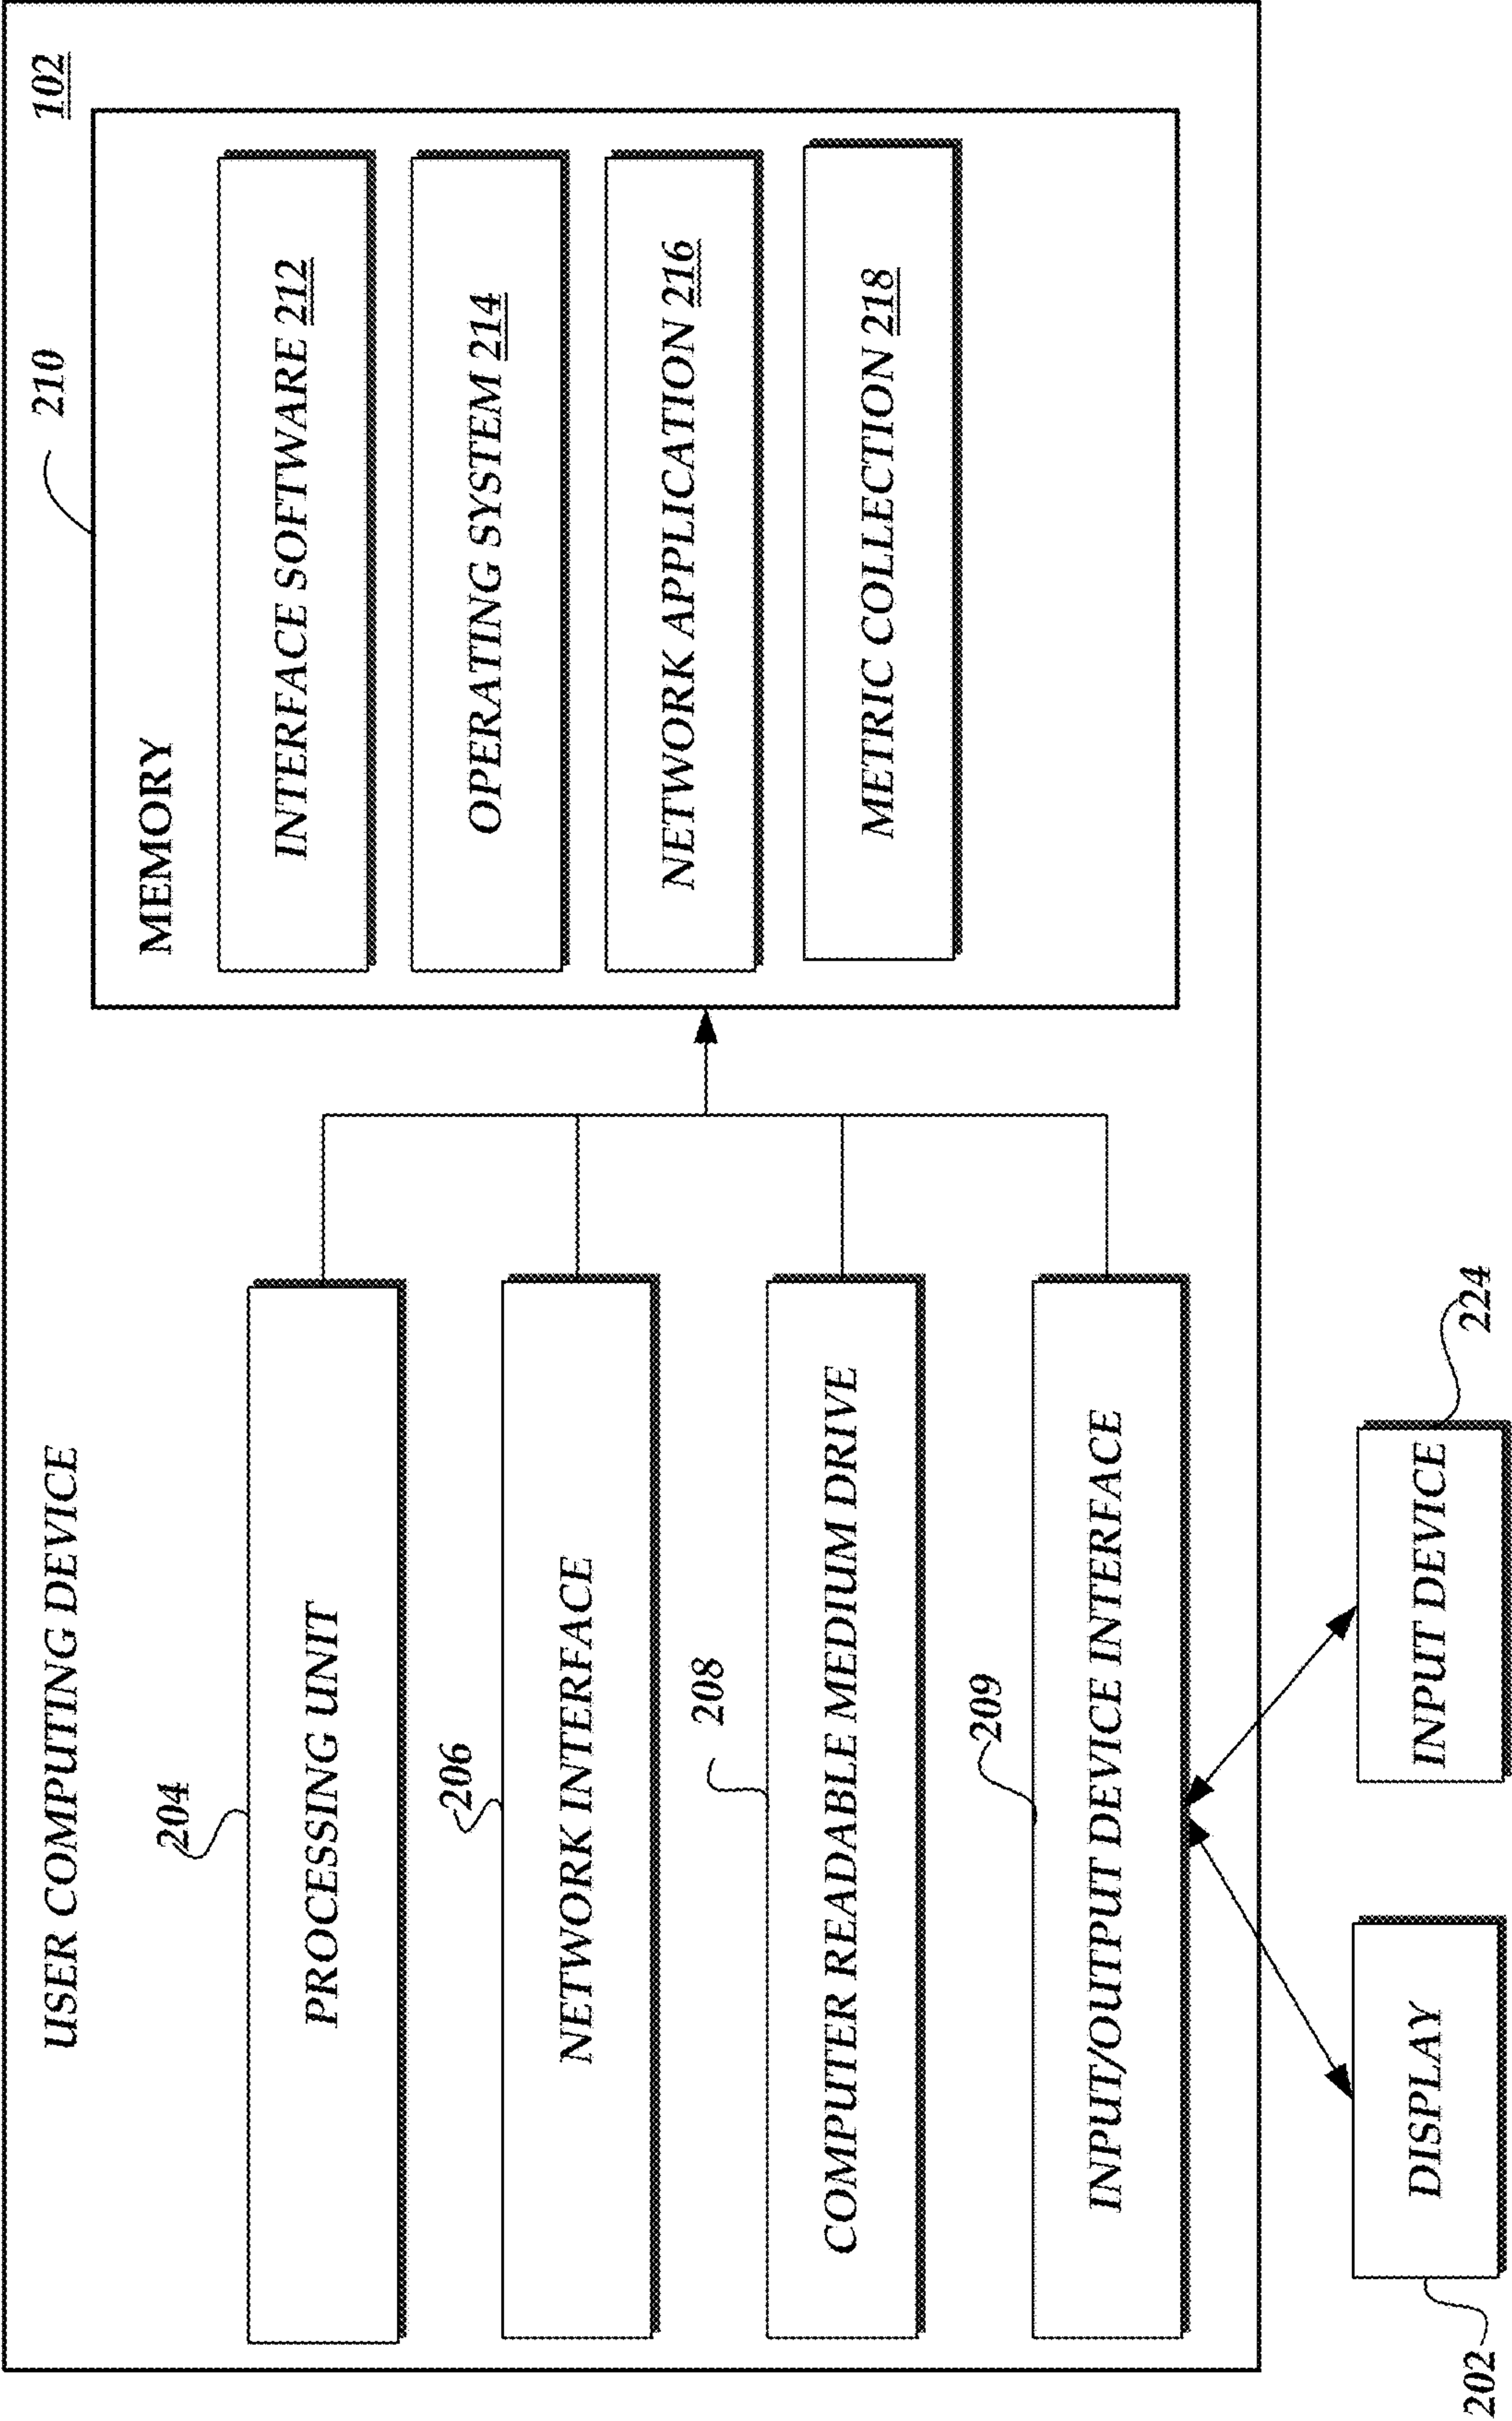 USER COMPUTING DEVICE
102
210
MEMORY
204
PROCESSING UNIT
INTERFACE SOFTWARE 212
206
NETWORK INTERFACE
OPERATING SYSTEM 214
208
COMPUTER READABLE MEDIUM DRIVE
NETWORK APPLICATION 216
209
INPUT/OUTPUT DEVICE INTERFACE
METRIC COLLECTION 218
DISPLAY
INPUT DEVICE
202
224